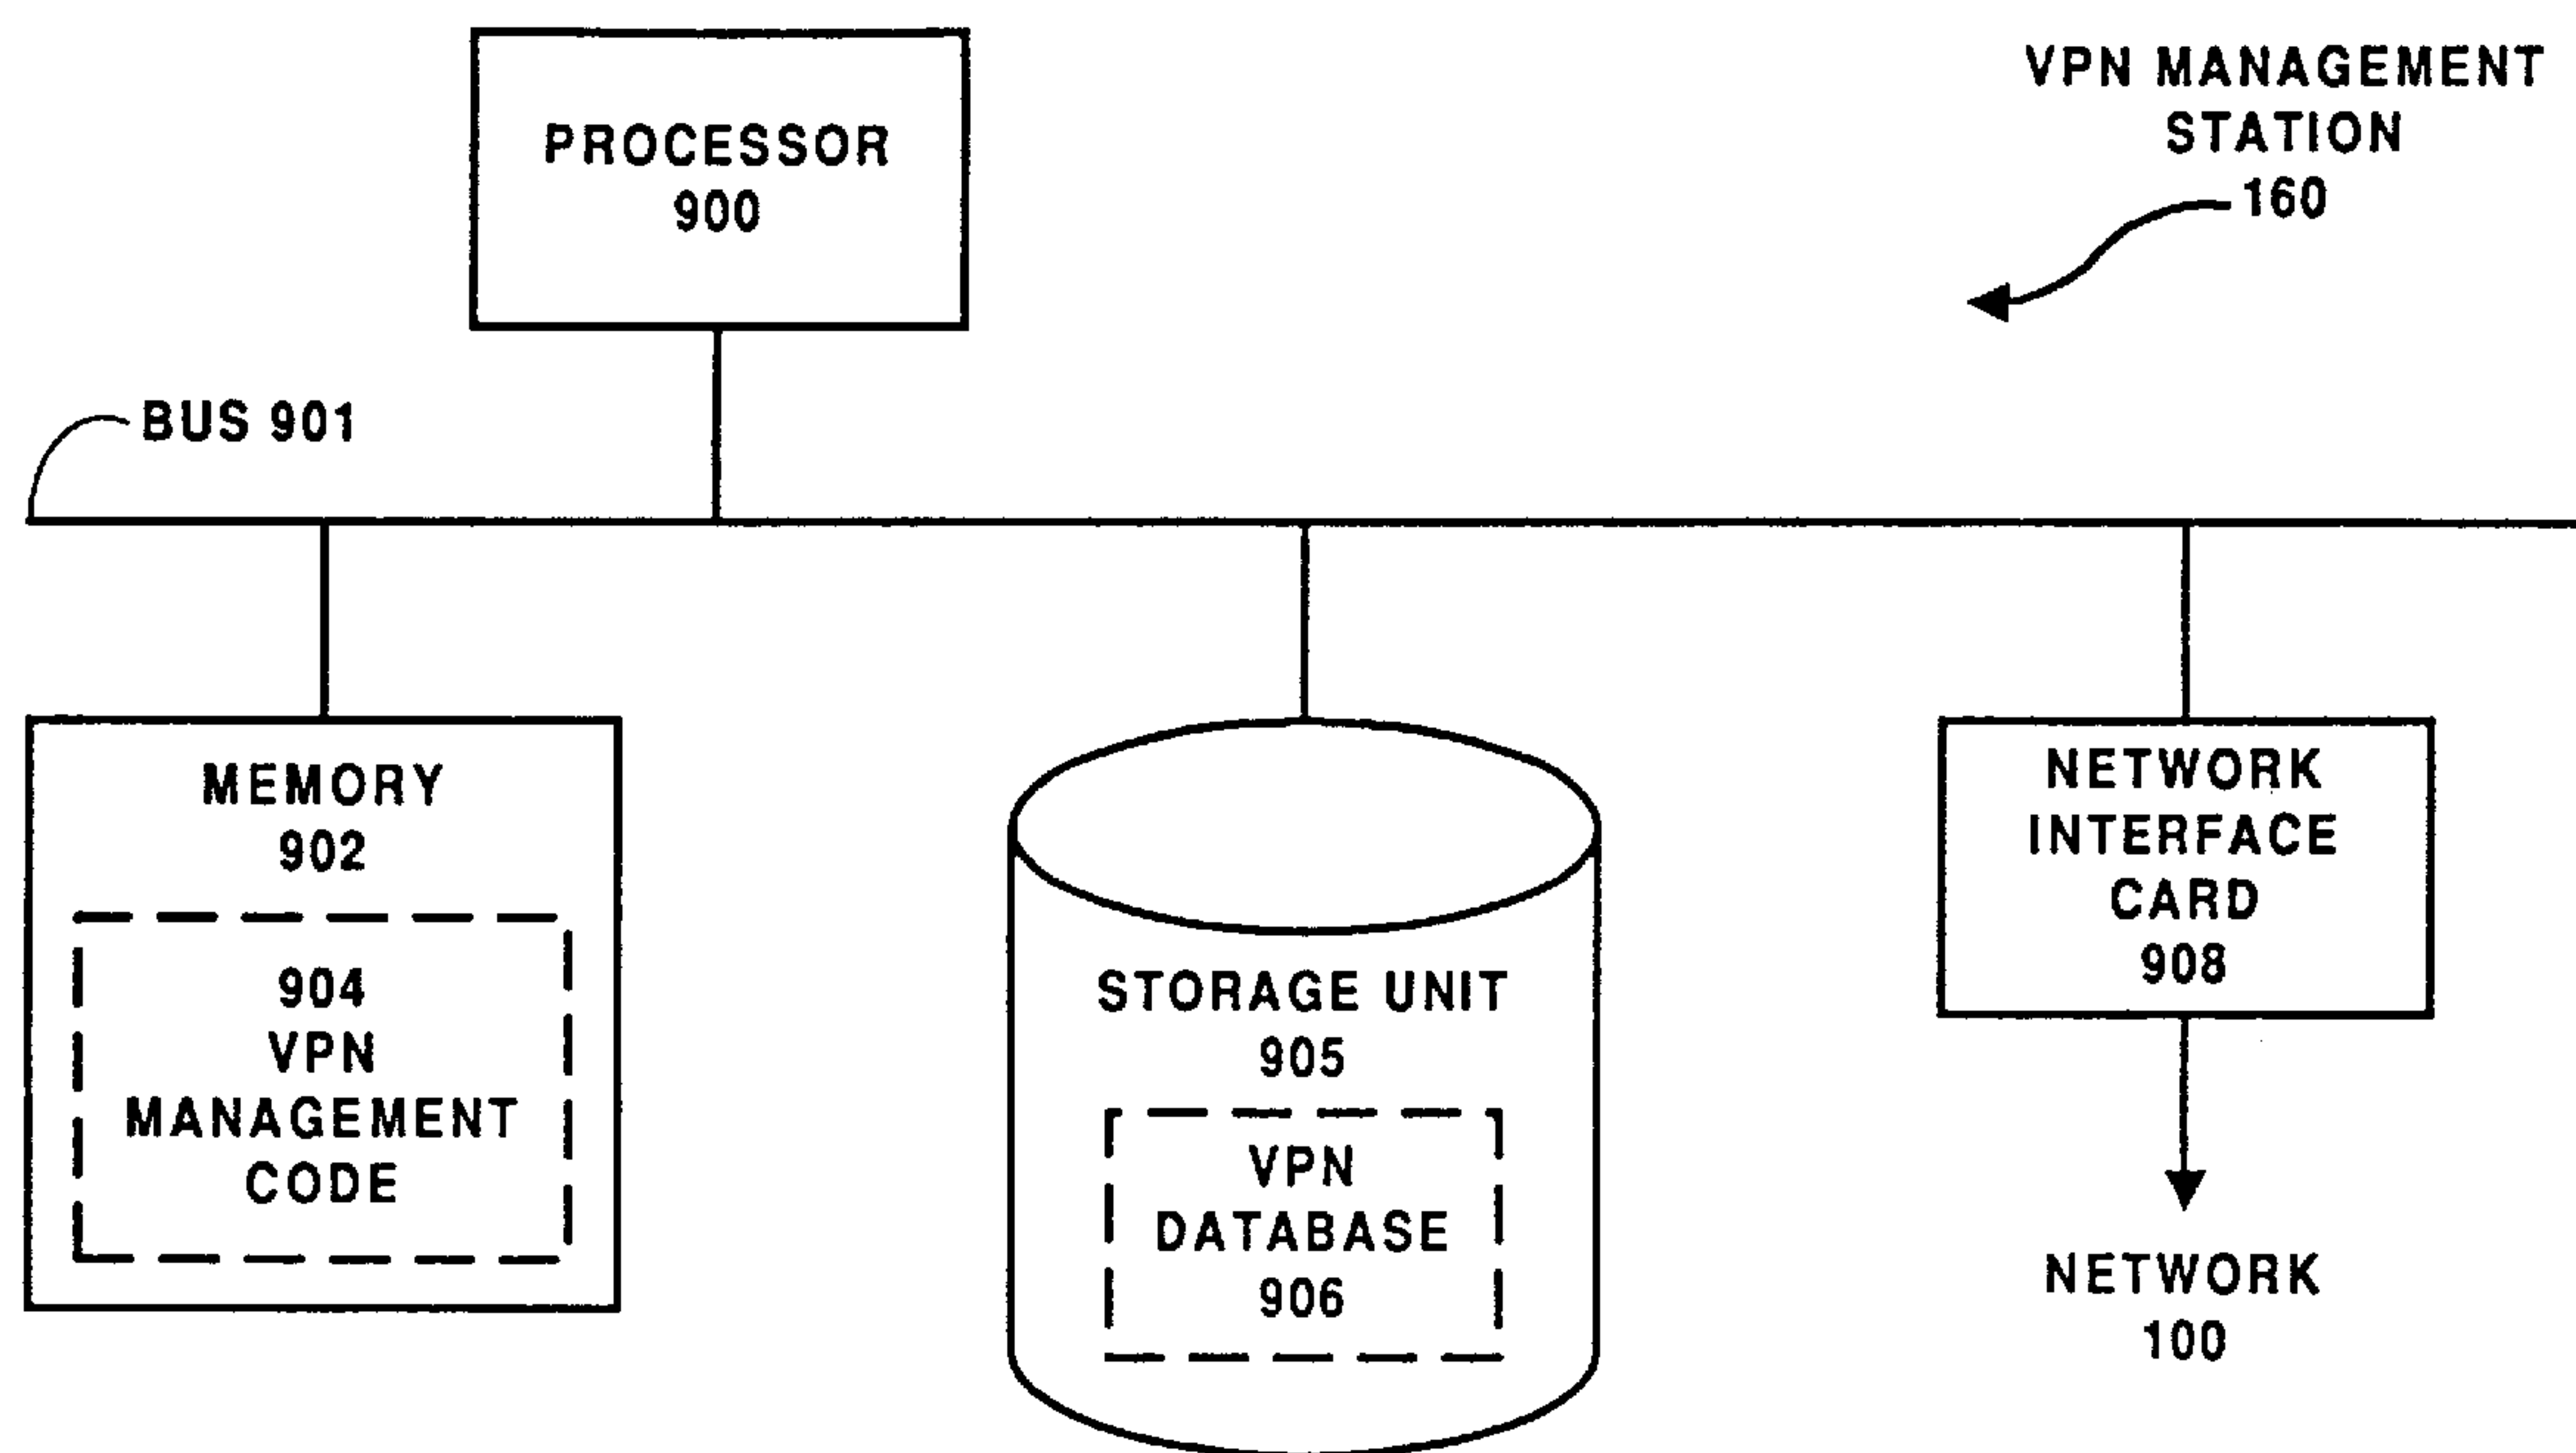 PROCESSOR
900
VPN MANAGEMENT
STATION
160
BUS 901
MEMORY
902
904
VPN
MANAGEMENT
CODE
STORAGE UNIT
905
VPN
DATABASE
906
NETWORK
INTERFACE
CARD
908
NETWORK
100